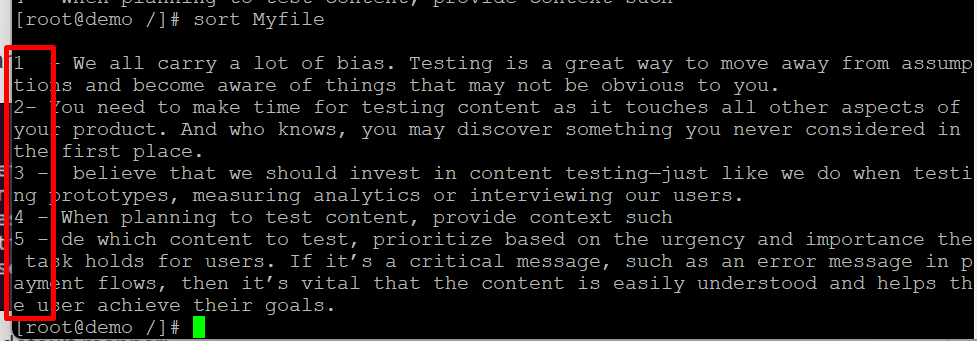 4 - When planning to test content, provide context such
[root@demo /]# sort Myfile
1  - We all carry a lot of bias. Testing is a great way to move away from assump
tions and become aware of things that may not be obvious to you.
2- You need to make time for testing content as it touches all other aspects of
your product. And who knows, you may discover something you never considered in
the first place.
3 -  believe that we should invest in content testing—just like we do when testi
ng prototypes, measuring analytics or interviewing our users.
4 - When planning to test content, provide context such
5 - de which content to test, prioritize based on the urgency and importance the
 task holds for users. If it’s a critical message, such as an error message in p
ayment flows, then it’s vital that the content is easily understood and helps th
e user achieve their goals.
[root@demo /]#